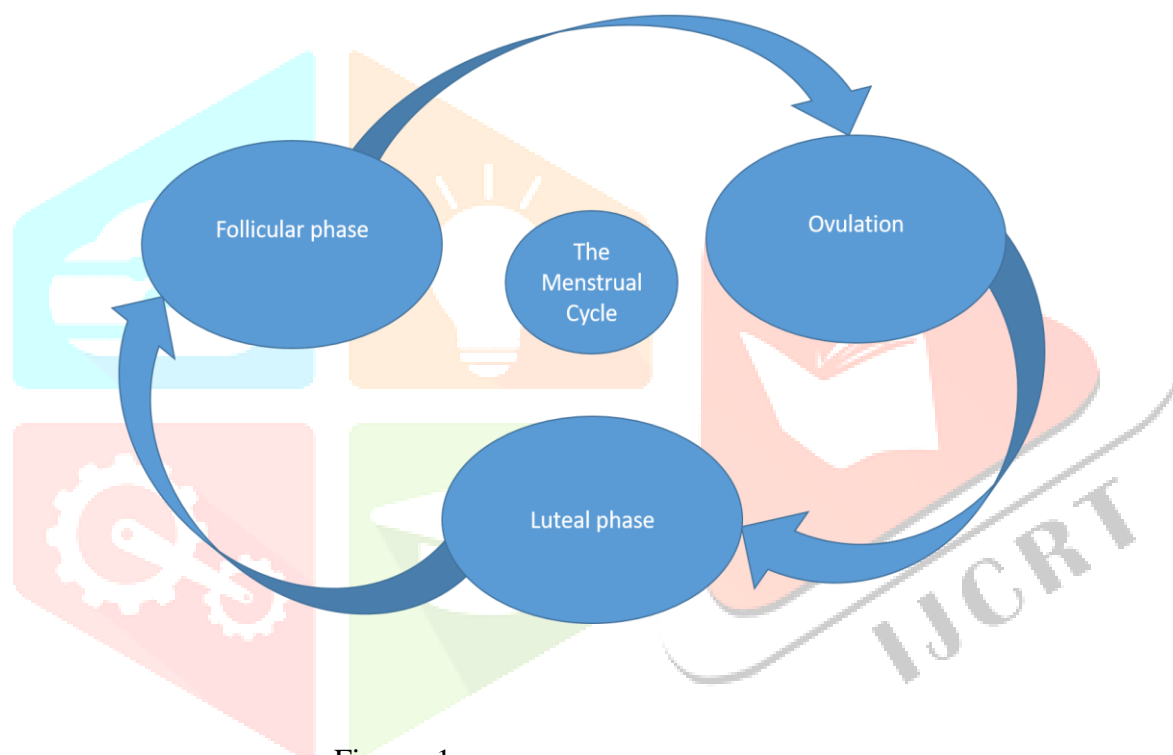 Follicular phase
Ovulation
The
Menstrual
Cycle
Luteal phase
IJCRT